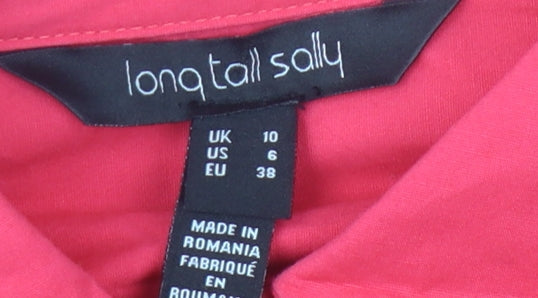 long tall sally
UK 10
US 6
EU 38
MADE IN
ROMANIA
FABRIQUÉ
EN